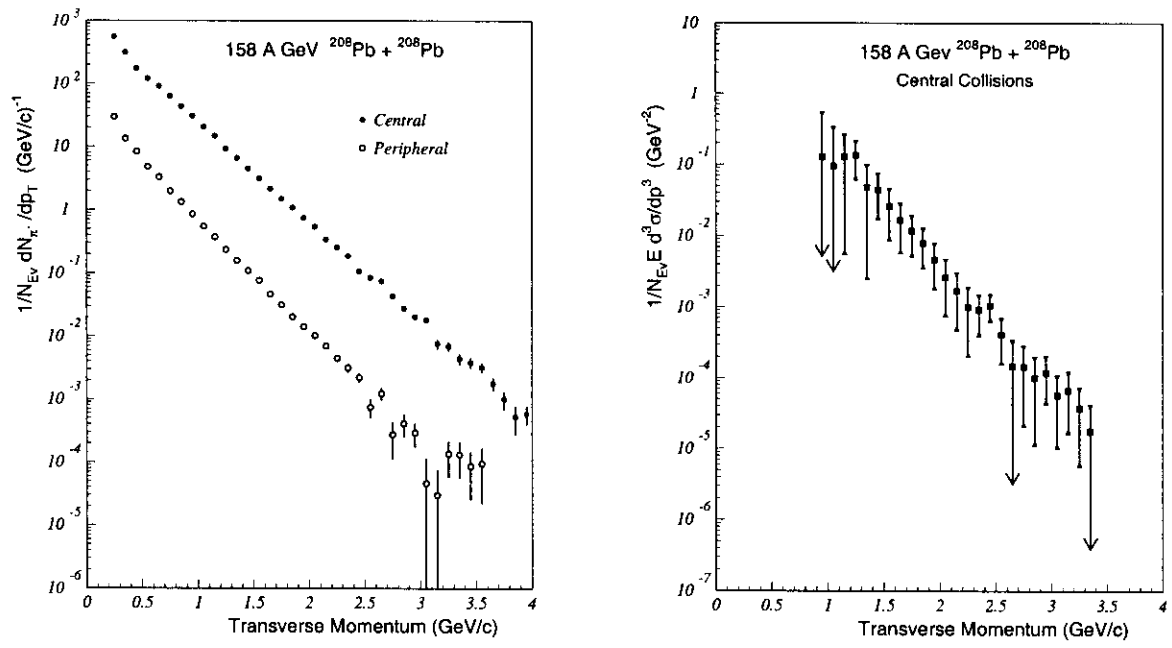 158 A GeV ²⁰⁸Pb + ²⁰⁸Pb
Central
Peripheral
1/N_Ev dN_π°/dp_T (GeV/c)⁻¹
10³
10²
10
1
10⁻¹
10⁻²
10⁻³
10⁻⁴
10⁻⁵
10⁻⁶
0 0.5 1 1.5 2 2.5 3 3.5 4
Transverse Momentum (GeV/c)
158 A Gev ²⁰⁸Pb + ²⁰⁸Pb
Central Collisions
1/N_Ev E d³σ/dp³ (GeV⁻²)
10
1
10⁻¹
10⁻²
10⁻³
10⁻⁴
10⁻⁵
10⁻⁶
10⁻⁷
0 0.5 1 1.5 2 2.5 3 3.5 4
Transverse Momentum (GeV/c)